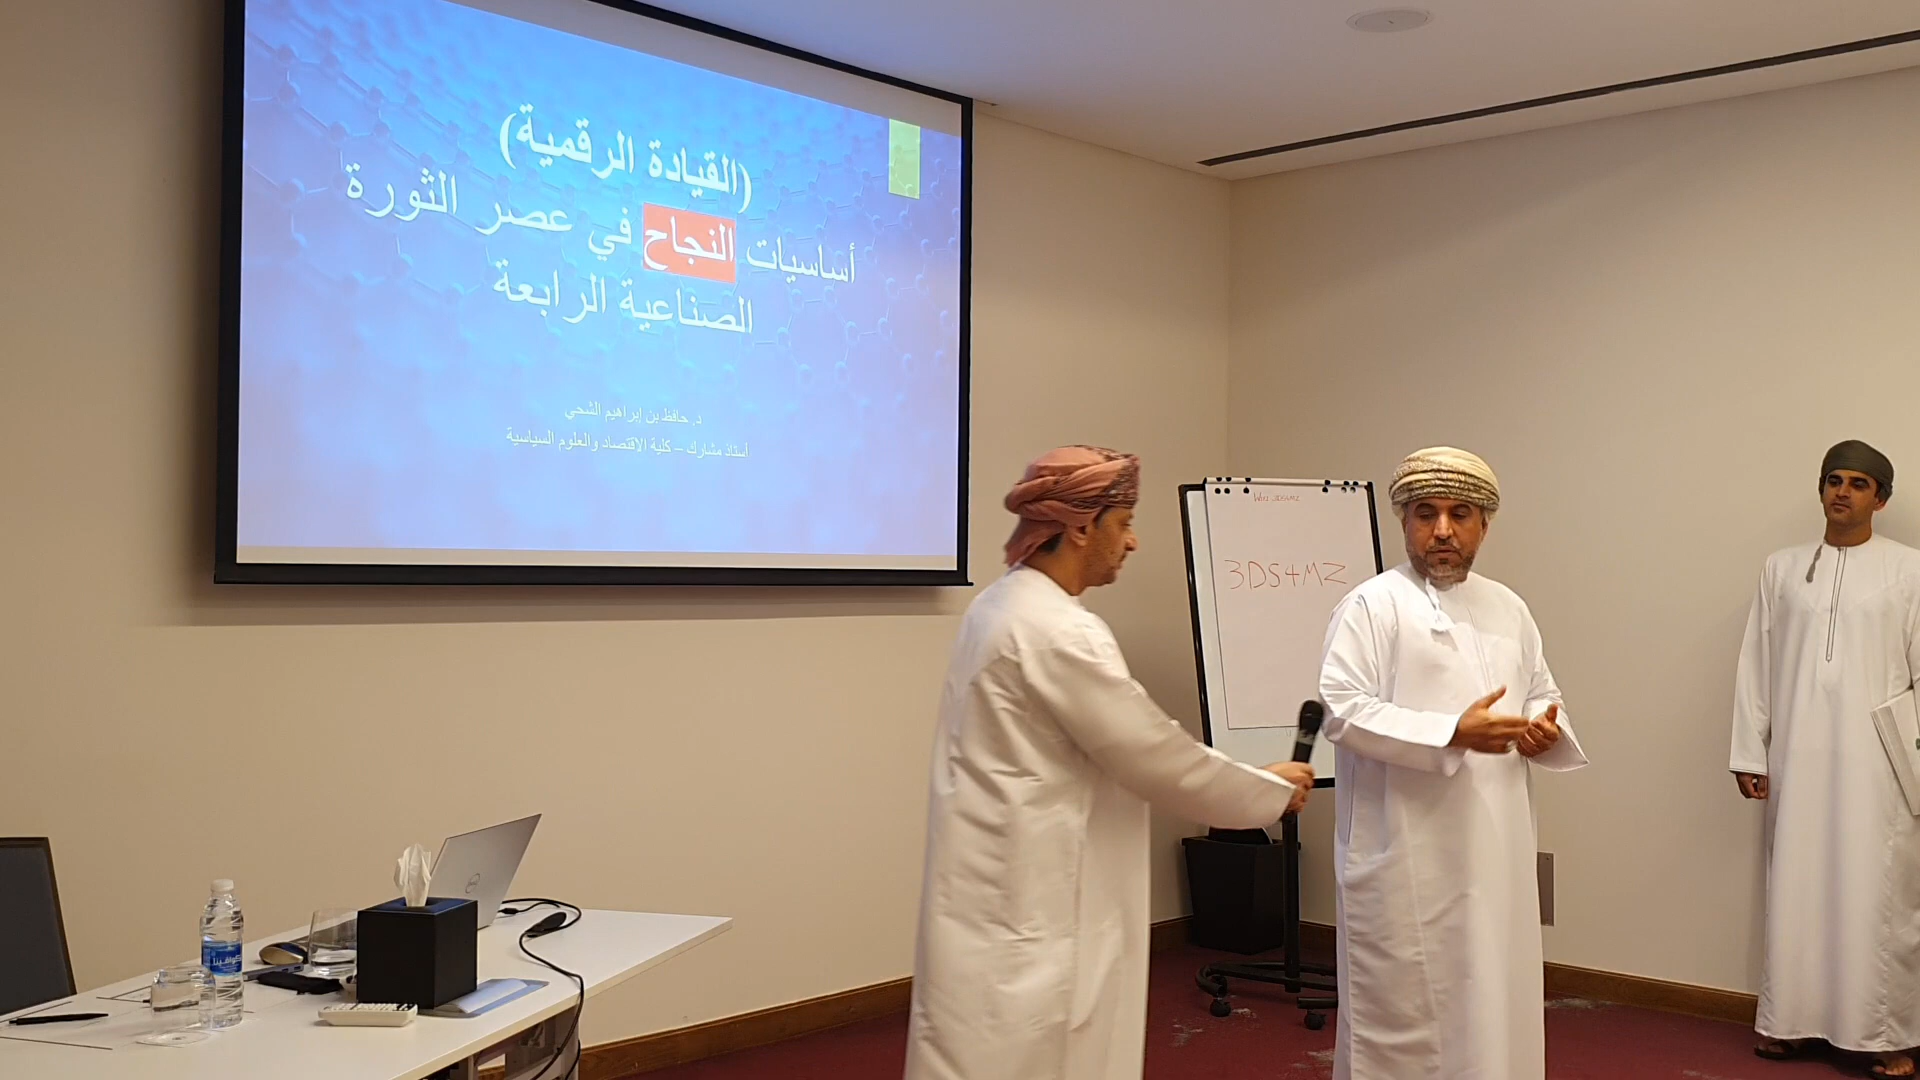 (القيادة الرقمية)
أساسيات النجاح في عصر الثورة
الصناعية الرابعة
د. حافظ بن إبراهيم الشحي
أستاذ مشارك – كلية الاقتصاد والعلوم السياسية
3DS4MZ
DELL